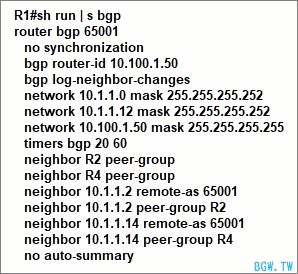 R1#sh run | s bgp
router bgp 65001
no synchronization
bgp router-id 10.100.1.50
bgp log-neighbor-changes
network 10.1.1.0 mask 255.255.255.252
network 10.1.1.12 mask 255.255.255.252
network 10.100.1.50 mask 255.255.255.255
timers bgp 20 60
neighbor R2 peer-group
neighbor R4 peer-group
neighbor 10.1.1.2 remote-as 65001
neighbor 10.1.1.2 peer-group R2
neighbor 10.1.1.14 remote-as 65001
neighbor 10.1.1.14 peer-group R4
no auto-summary
BGW.TW